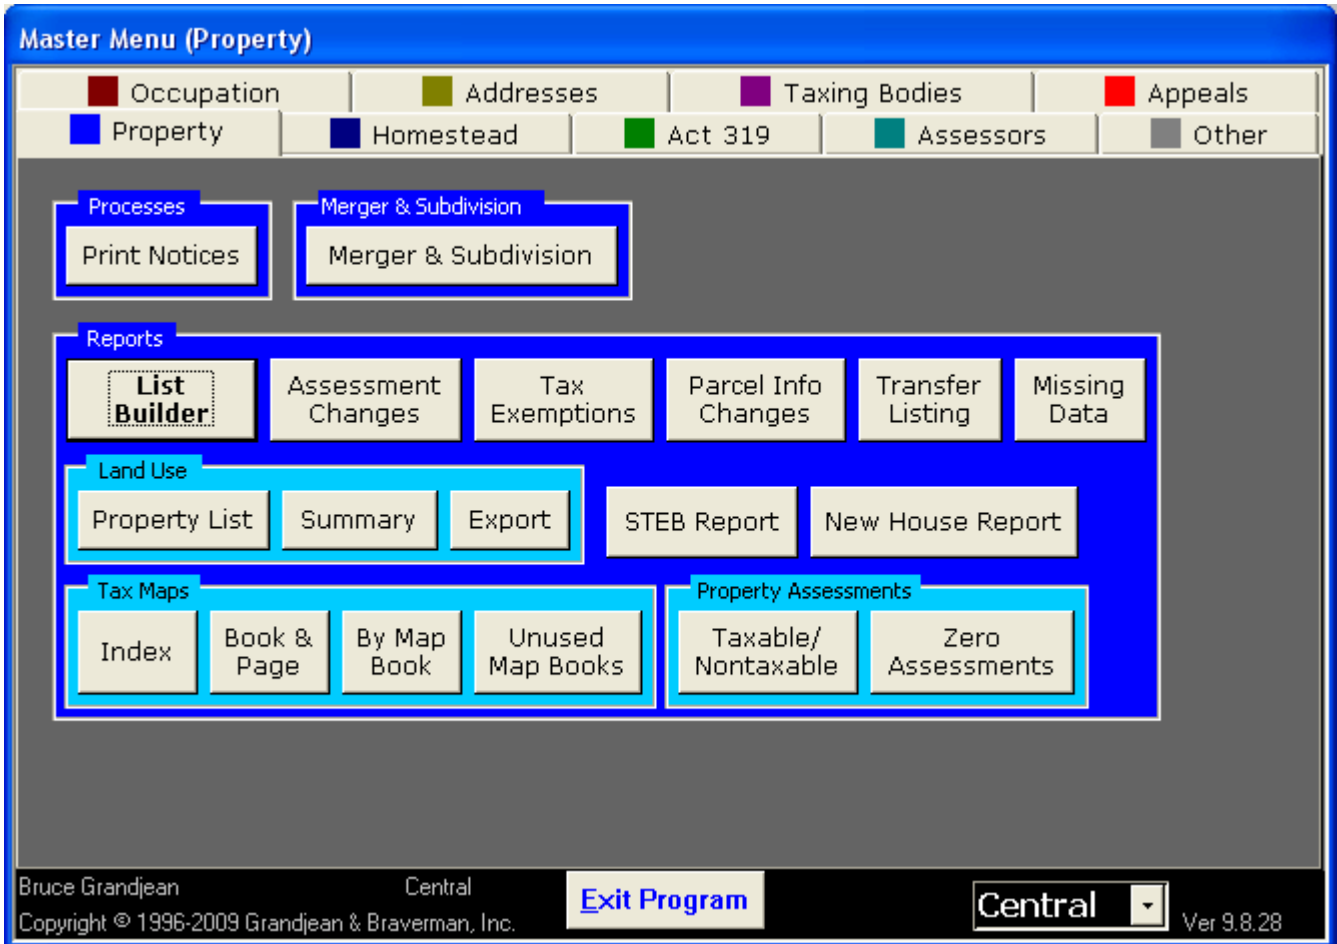 Master Menu (Property)
Occupation Addresses Taxing Bodies Appeals
Property Homestead Act 319 Assessors Other
Processes Merger & Subdivision
Print Notices Merger & Subdivision
Reports
List Builder
Assessment Changes
Tax Exemptions
Parcel Info Changes
Transfer Listing
Missing Data
Land Use
Property List Summary Export STEB Report New House Report
Tax Maps Property Assessments
Index
Book & Page
By Map Book
Unused Map Books
Taxable/ Nontaxable
Zero Assessments
Bruce Grandjean Central
Copyright © 1996-2009 Grandjean & Braverman, Inc.
Exit Program
Central
Ver 9.8.28